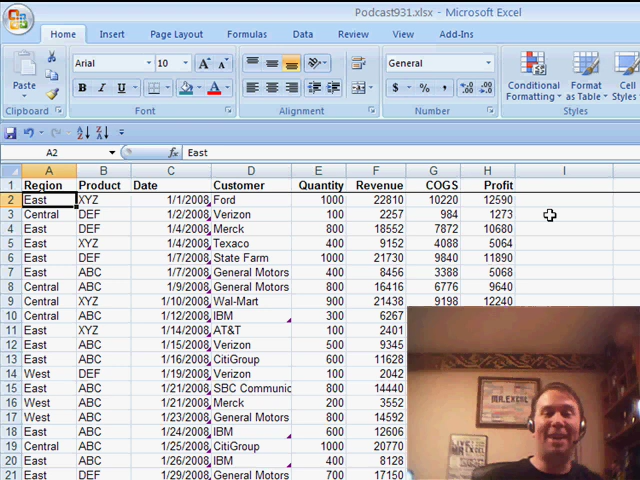 Podcast931.xlsx - Microsoft Excel
Home Insert Page Layout Formulas Data Review View Add-Ins
Paste Arial 10 General Conditional Formatting Format as Table Cell Styles
Clipboard Font Alignment Number Styles
A2 fx East
A B C D E F G H I
1 Region Product Date Customer Quantity Revenue COGS Profit
2 East XYZ 1/1/2008 Ford 1000 22810 10220 12590
3 Central DEF 1/2/2008 Verizon 100 2257 984 1273
4 East DEF 1/4/2008 Merck 800 18552 7872 10680
5 East XYZ 1/4/2008 Texaco 400 9152 4088 5064
6 East DEF 1/7/2008 State Farm 1000 21730 9840 11890
7 East ABC 1/7/2008 General Motors 400 8456 3388 5068
8 Central ABC 1/9/2008 General Motors 800 16416 6776 9640
9 Central XYZ 1/10/2008 Wal-Mart 900 21438 9198 12240
10 Central ABC 1/12/2008 IBM 300 6267
11 East XYZ 1/14/2008 AT&T 100 2401
12 East ABC 1/15/2008 Verizon 500 9345
13 East ABC 1/16/2008 CitiGroup 600 11628
14 West DEF 1/19/2008 Verizon 100 2042
15 East ABC 1/21/2008 SBC Communic 800 14440
16 West ABC 1/21/2008 Merck 200 3552
17 West ABC 1/23/2008 General Motors 800 14592
18 East ABC 1/24/2008 IBM 600 12606
19 Central ABC 1/25/2008 CitiGroup 1000 20770
20 East ABC 1/26/2008 IBM 400 8128
21 East ABC 1/29/2008 General Motors 700 17150
MR.EXCEL